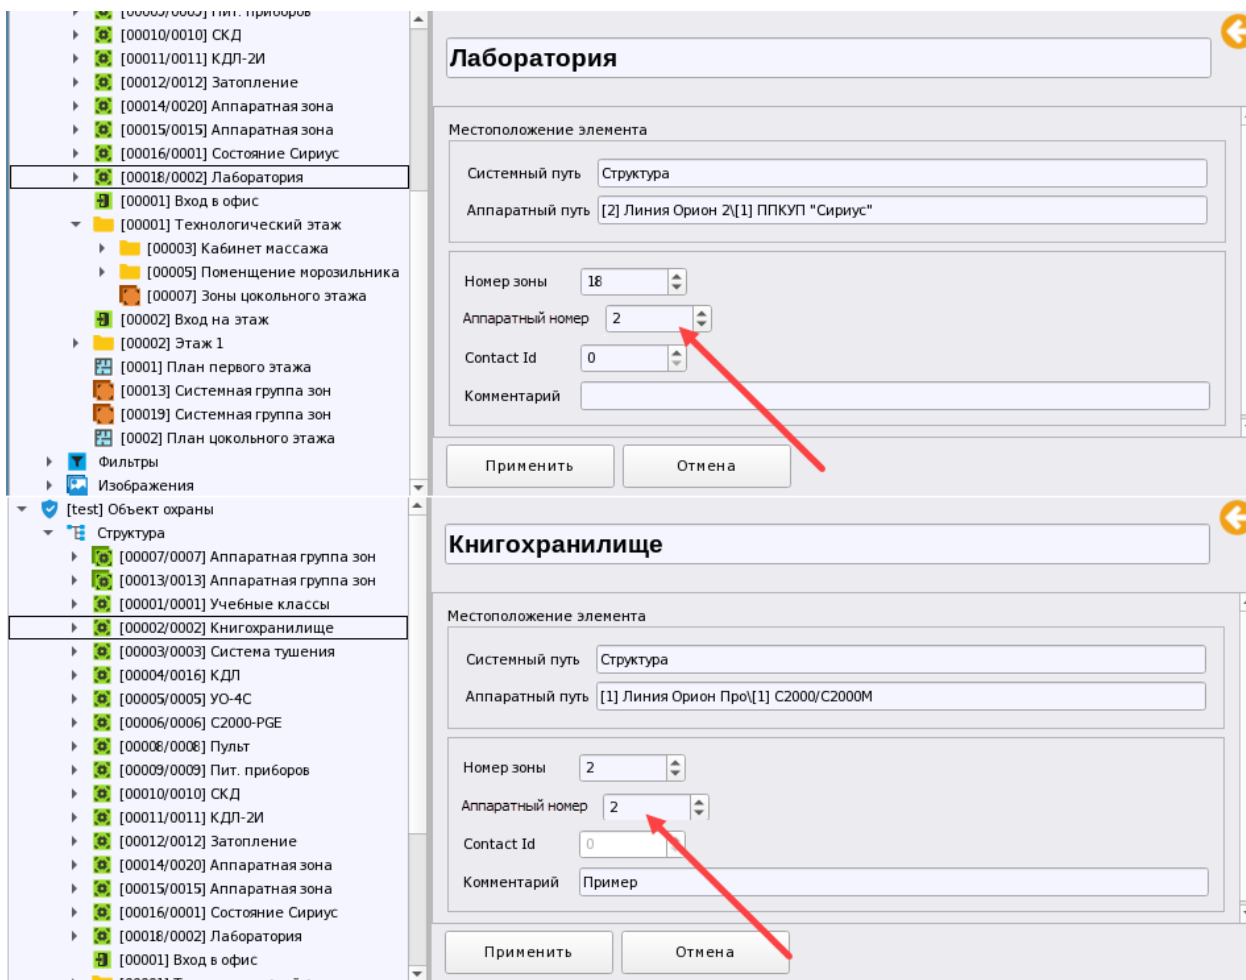 [00009/0009] Пит. приборов
[00010/0010] СКД
[00011/0011] КДЛ-2И
[00012/0012] Затопление
[00014/0020] Аппаратная зона
[00015/0015] Аппаратная зона
[00016/0001] Состояние Сириус
[00018/0002] Лаборатория
[00001] Вход в офис
[00001] Технологический этаж
[00003] Кабинет массажа
[00005] Поменщение морозильника
[00007] Зоны цокольного этажа
[00002] Вход на этаж
[00002] Этаж 1
[0001] План первого этажа
[00013] Системная группа зон
[00019] Системная группа зон
[0002] План цокольного этажа
Фильтры
Изображения
Лаборатория
Местоположение элемента
Системный путь Структура
Аппаратный путь [2] Линия Орион 2\[1] ППКУП "Сириус"
Номер зоны 18
Аппаратный номер 2
Contact Id 0
Комментарий
Применить Отмена
[test] Объект охраны
Структура
[00007/0007] Аппаратная группа зон
[00013/0013] Аппаратная группа зон
[00001/0001] Учебные классы
[00002/0002] Книгохранилище
[00003/0003] Система тушения
[00004/0016] КДЛ
[00005/0005] УО-4С
[00006/0006] С2000-PGE
[00008/0008] Пульт
[00009/0009] Пит. приборов
[00010/0010] СКД
[00011/0011] КДЛ-2И
[00012/0012] Затопление
[00014/0020] Аппаратная зона
[00015/0015] Аппаратная зона
[00016/0001] Состояние Сириус
[00018/0002] Лаборатория
[00001] Вход в офис
Книгохранилище
Местоположение элемента
Системный путь Структура
Аппаратный путь [1] Линия Орион Про\[1] С2000/С2000М
Номер зоны 2
Аппаратный номер 2
Contact Id 0
Комментарий Пример
Применить Отмена